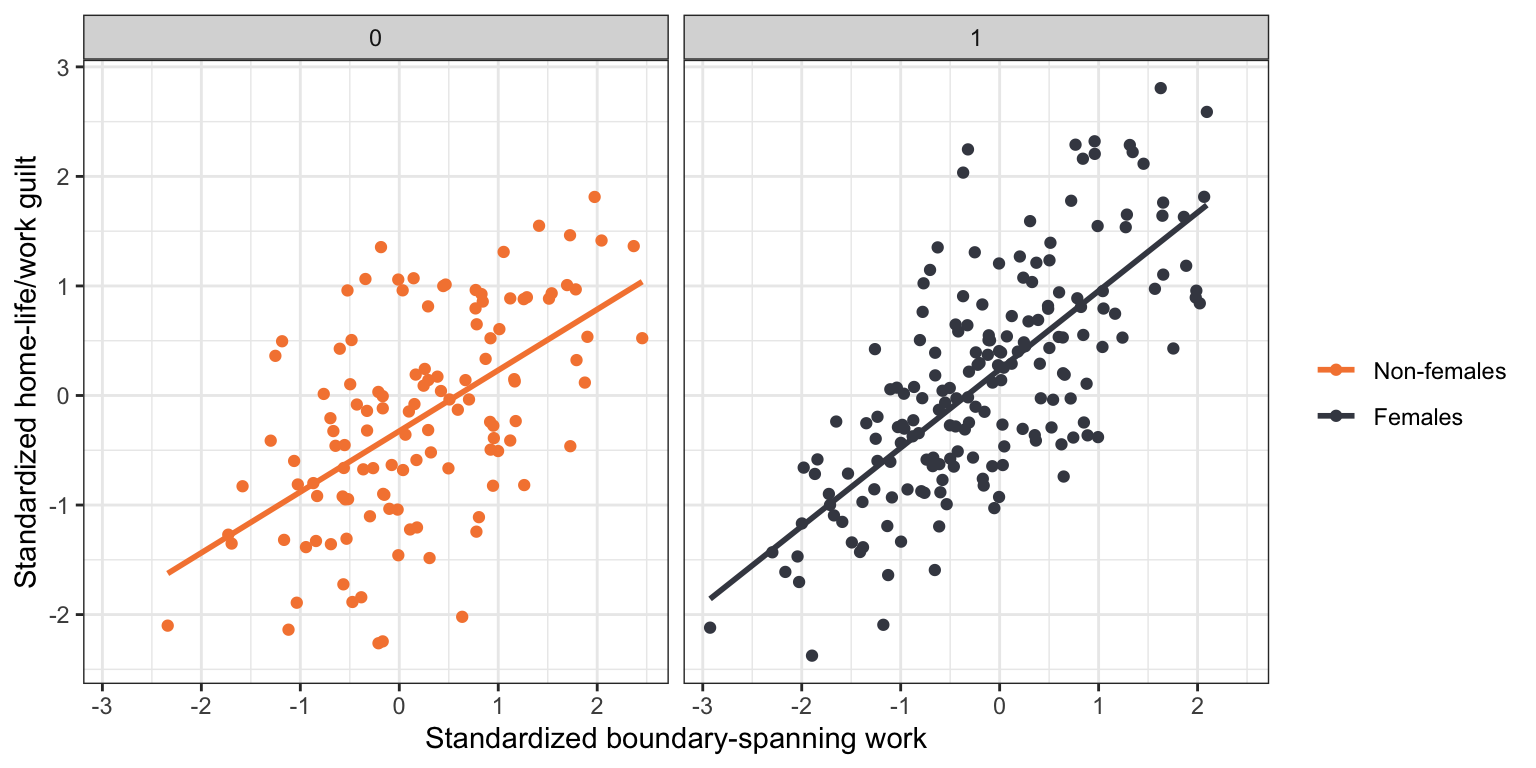 0
1
Standardized home-life/work guilt
3
2
1
0
-1
-2
-3 -2 -1 0 1 2
-3 -2 -1 0 1 2
Standardized boundary-spanning work
Non-females
Females